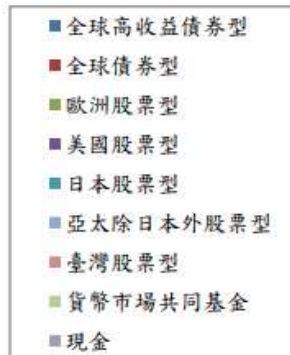 全球高收益債券型
全球債券型
歐洲股票型
美國股票型
日本股票型
亞太除日本外股票型
臺灣股票型
貨幣市場共同基金
現金